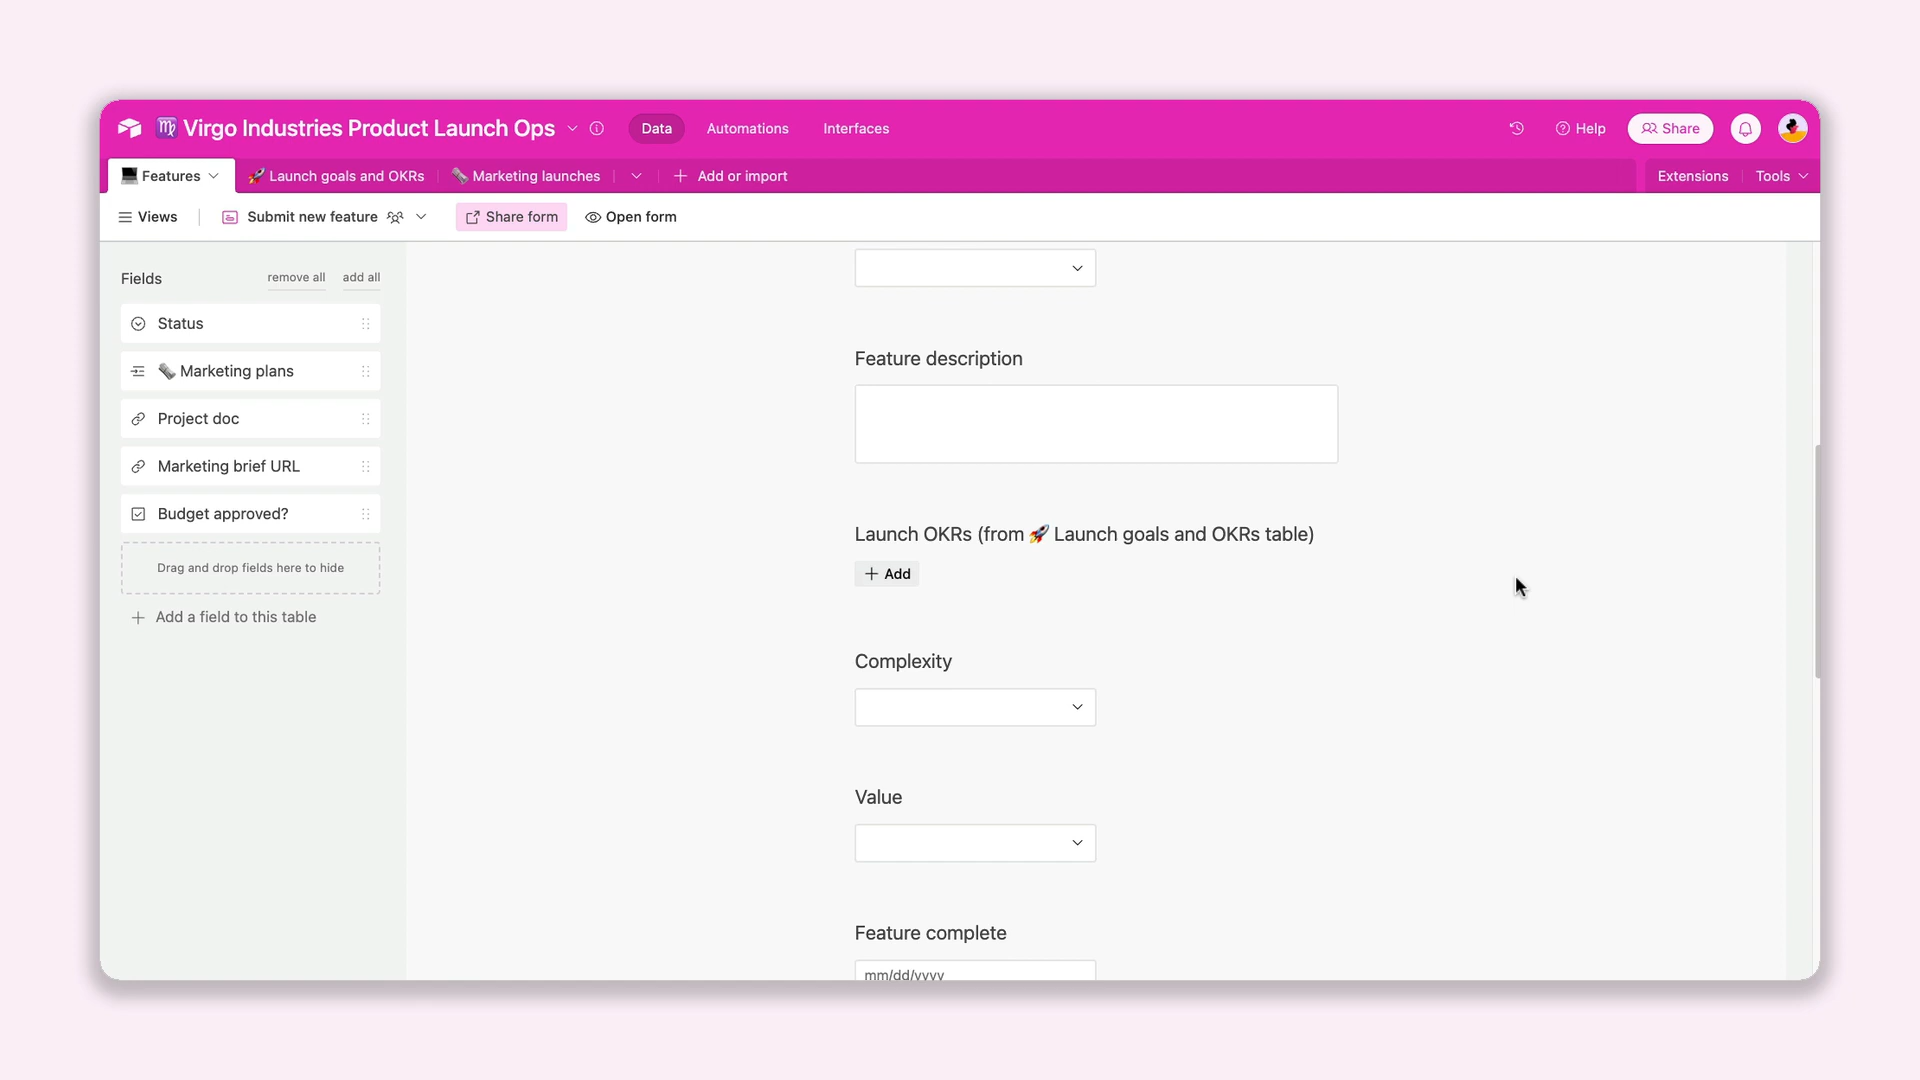 ♍ Virgo Industries Product Launch Ops
Data
Automations
Interfaces
Help
Share
Features
🚀 Launch goals and OKRs
🗞️ Marketing launches
Add or import
Extensions
Tools
Views
Submit new feature
Share form
Open form
Fields
remove all
add all
Status
🗞️ Marketing plans
Project doc
Marketing brief URL
Budget approved?
Drag and drop fields here to hide
Add a field to this table
Feature description
Launch OKRs (from 🚀 Launch goals and OKRs table)
+ Add
Complexity
Value
Feature complete
mm/dd/yyyy